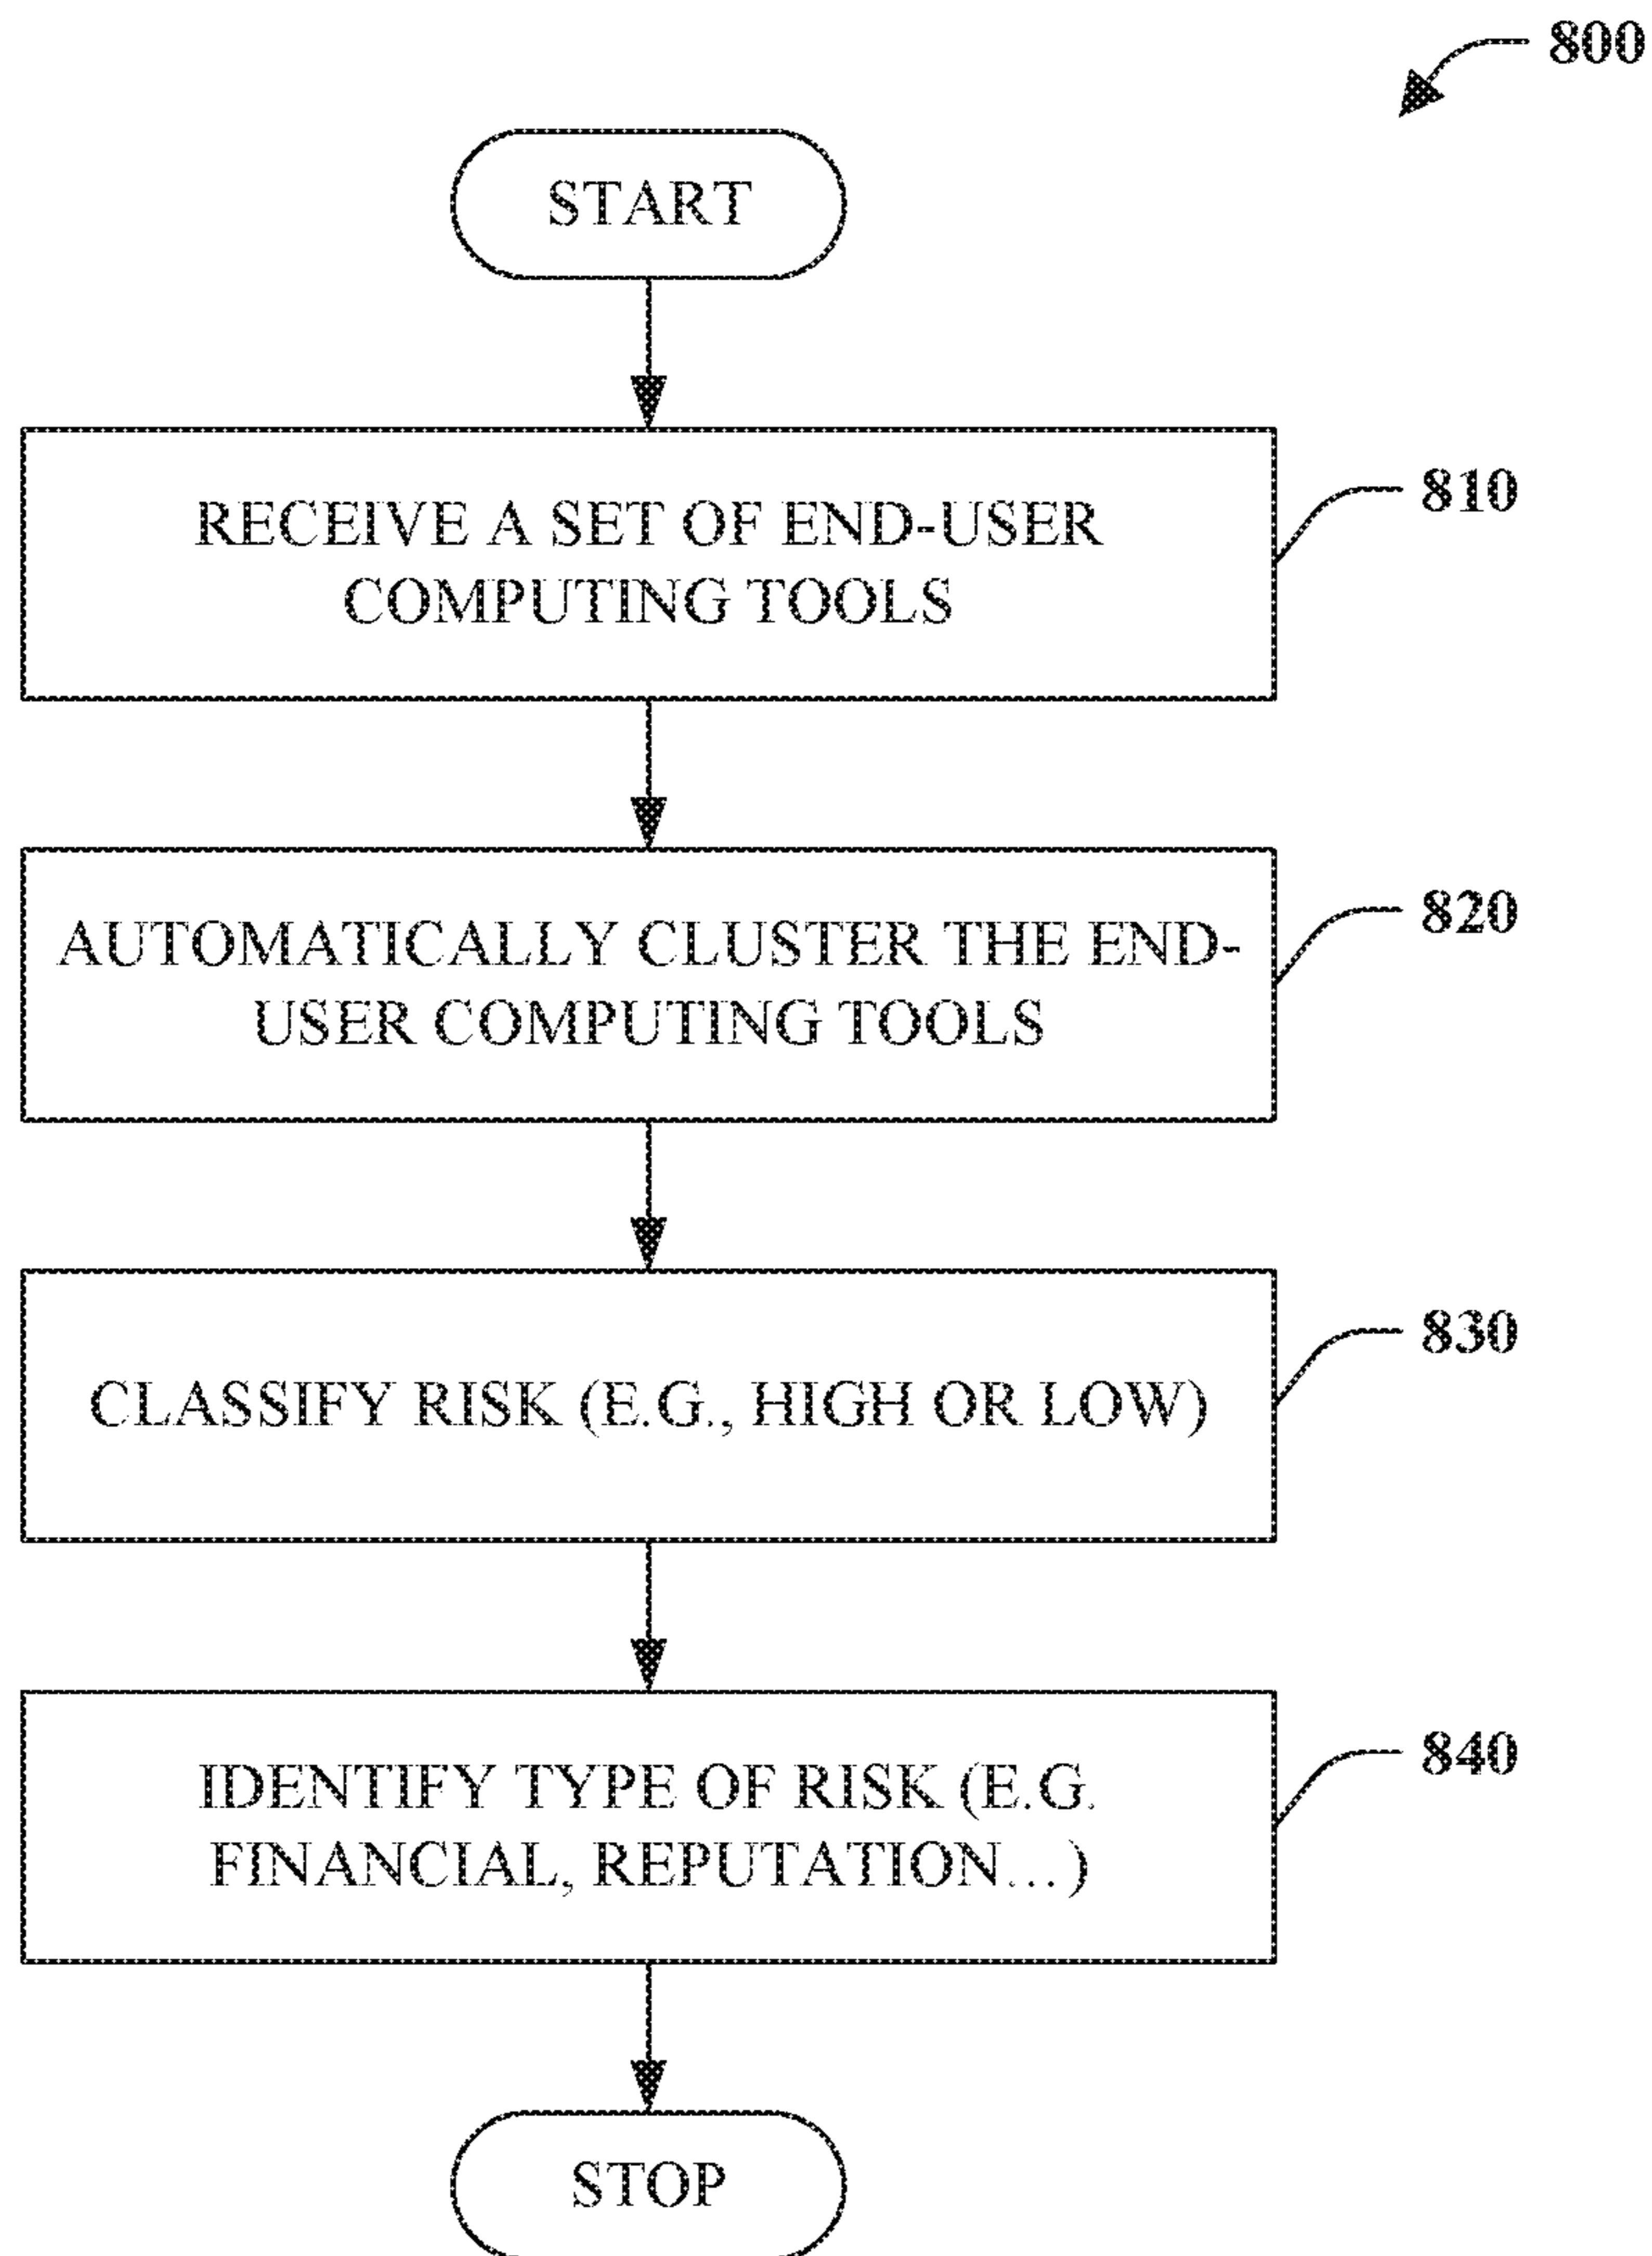 800
START
RECEIVE A SET OF END-USER
COMPUTING TOOLS
810
AUTOMATICALLY CLUSTER THE END-
USER COMPUTING TOOLS
820
CLASSIFY RISK (E.G., HIGH OR LOW)
830
IDENTIFY TYPE OF RISK (E.G.
FINANCIAL, REPUTATION…)
840
STOP